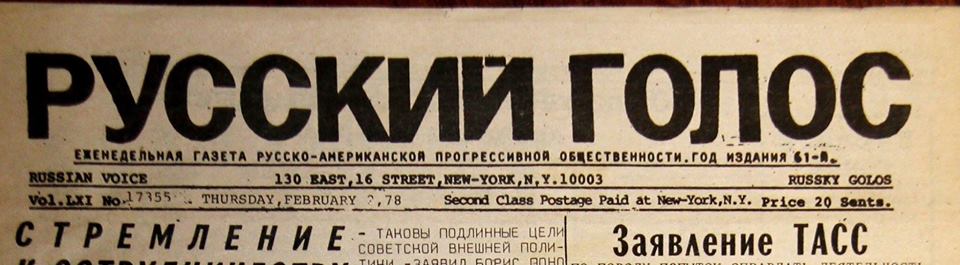 РУССКИЙ ГОЛОС
ЕЖЕНЕДЕЛЬНАЯ ГАЗЕТА РУССКО-АМЕРИКАНСКОЙ ПРОГРЕССИВНОЙ ОБЩЕСТВЕННОСТИ. ГОД ИЗДАНИЯ 61-Й.
RUSSIAN VOICE 130 EAST,16 STREET,NEW-YORK,N,Y.10003 RUSSKY GOLOS
Vol.LXI No.17355 THURSDAY,FEBRUARY ,78 Second Class Postage Paid at New-York,N.Y. Price 20 Sents.
СТРЕМЛЕНИЕ
- ТАКОВЫ ПОДЛИННЫЕ ЦЕЛИ
СОВЕТСКОЙ ВНЕШНЕЙ ПОЛИ-
Заявление ТАСС